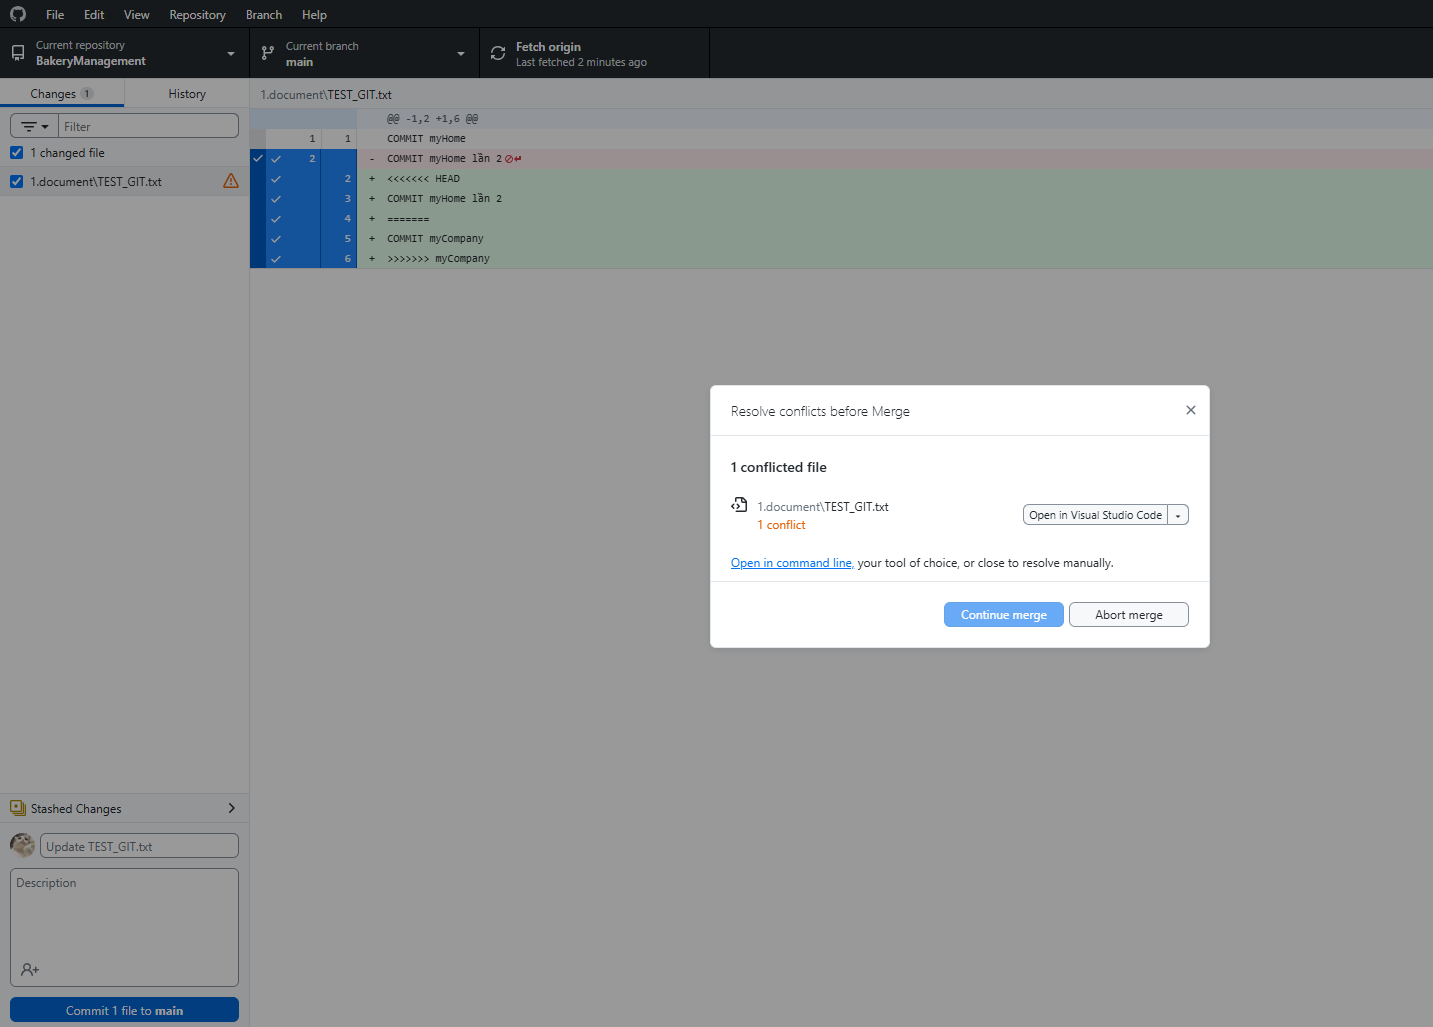 File Edit View Repository Branch Help
Current repository
BakeryManagement
Current branch
main
Fetch origin
Last fetched 2 minutes ago
Changes 1
History
1.document\TEST_GIT.txt
Filter
1 changed file
1.document\TEST_GIT.txt
@@ -1,2 +1,6 @@
1 1 COMMIT myHome
2 - COMMIT myHome lần 2
2 + <<<<<<< HEAD
3 + COMMIT myHome lần 2
4 + =======
5 + COMMIT myCompany
6 + >>>>>>> myCompany
Resolve conflicts before Merge
1 conflicted file
1.document\TEST_GIT.txt
1 conflict
Open in Visual Studio Code
Open in command line, your tool of choice, or close to resolve manually.
Continue merge
Abort merge
Stashed Changes
Update TEST_GIT.txt
Description
Commit 1 file to main